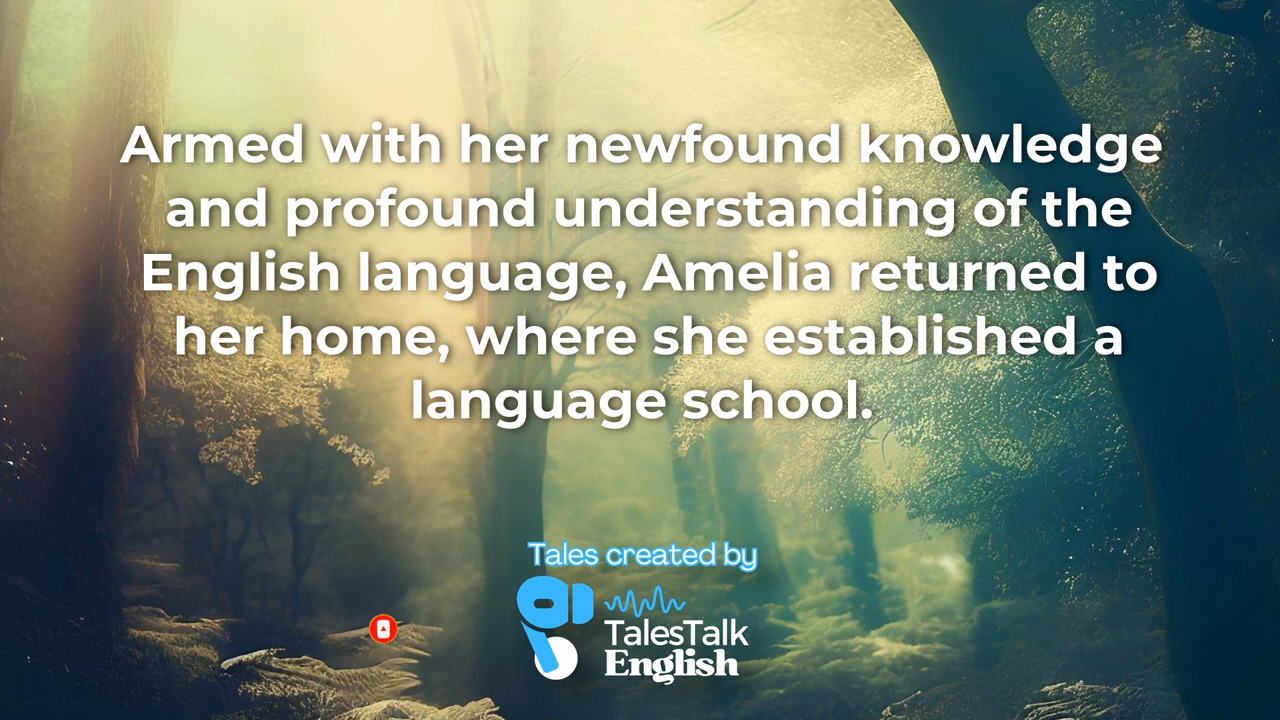 Armed with her newfound knowledge
and profound understanding of the
English language, Amelia returned to
her home, where she established a
language school.
Tales created by
TalesTalk
English